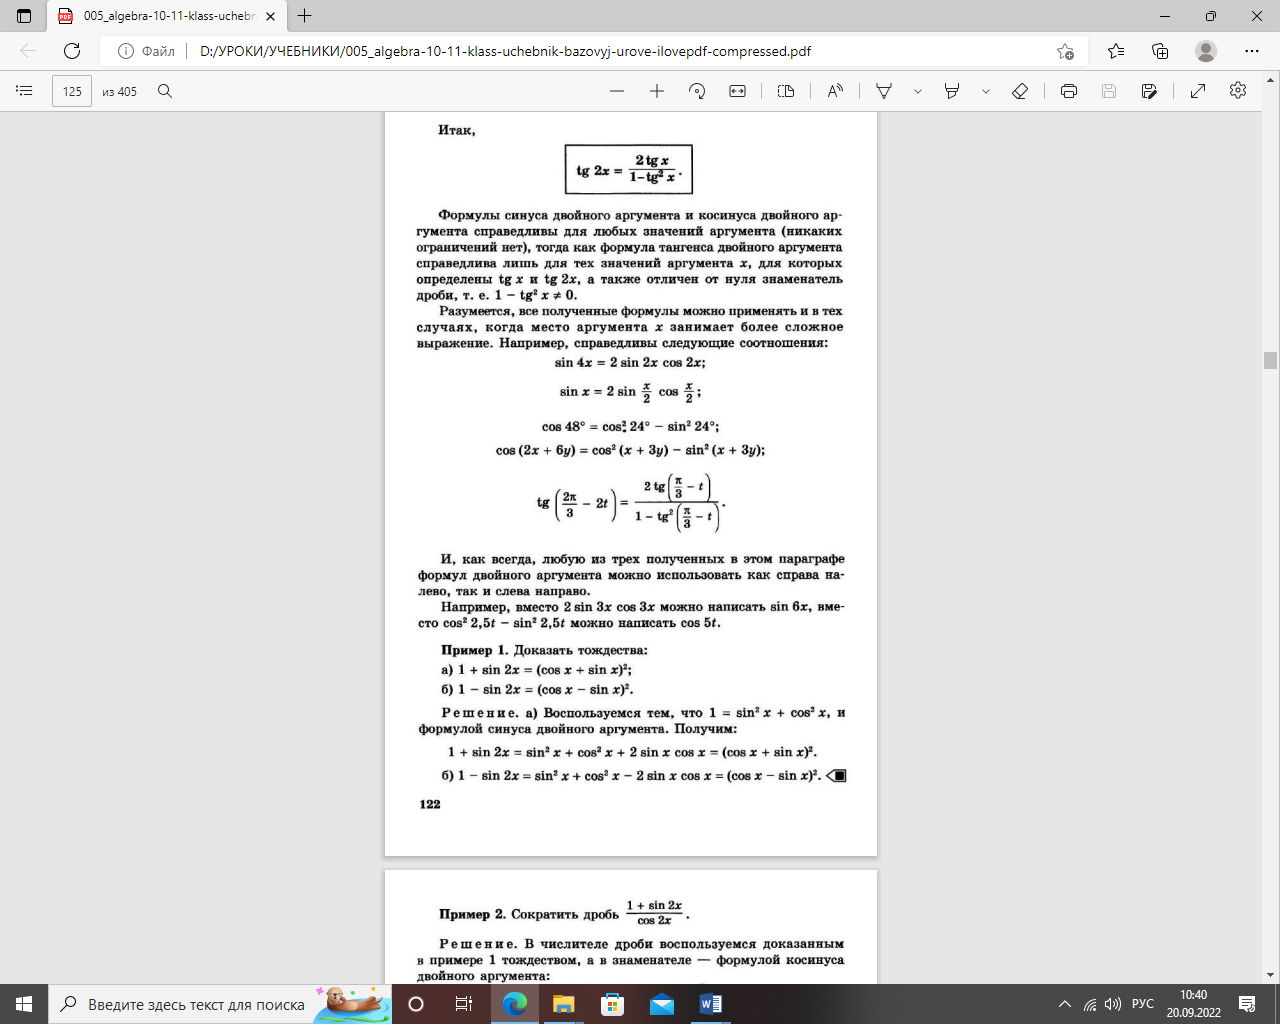 005_algebra-10-11-klass-uchebn
Файл D:/УРОКИ/УЧЕБНИКИ/005_algebra-10-11-klass-uchebnik-bazovyj-urove-ilovepdf-compressed.pdf
125 из 405
Итак,
tg 2x = 2 tg x / 1 − tg² x .
Формулы синуса двойного аргумента и косинуса двойного ар-
гумента справедливы для любых значений аргумента (никаких
ограничений нет), тогда как формула тангенса двойного аргумента
справедлива лишь для тех значений аргумента x, для которых
определены tg x и tg 2x, а также отличен от нуля знаменатель
дроби, т. е. 1 − tg² x ≠ 0.
Разумеется, все полученные формулы можно применять и в тех
случаях, когда место аргумента x занимает более сложное
выражение. Например, справедливы следующие соотношения:
sin 4x = 2 sin 2x cos 2x;
sin x = 2 sin x/2 cos x/2 ;
cos 48° = cos² 24° − sin² 24°;
cos (2x + 6y) = cos² (x + 3y) − sin² (x + 3y);
tg (2π/3 − 2t) = 2 tg (π/3 − t) / 1 − tg² (π/3 − t) .
И, как всегда, любую из трех полученных в этом параграфе
формул двойного аргумента можно использовать как справа на-
лево, так и слева направо.
Например, вместо 2 sin 3x cos 3x можно написать sin 6x, вме-
сто cos² 2,5t − sin² 2,5t можно написать cos 5t.
Пример 1. Доказать тождества:
а) 1 + sin 2x = (cos x + sin x)²;
б) 1 − sin 2x = (cos x − sin x)².
Решение. а) Воспользуемся тем, что 1 = sin² x + cos² x, и
формулой синуса двойного аргумента. Получим:
1 + sin 2x = sin² x + cos² x + 2 sin x cos x = (cos x + sin x)².
б) 1 − sin 2x = sin² x + cos² x − 2 sin x cos x = (cos x − sin x)².
122
Пример 2. Сократить дробь 1 + sin 2x / cos 2x .
Решение. В числителе дроби воспользуемся доказанным
в примере 1 тождеством, а в знаменателе — формулой косинуса
двойного аргумента:
Введите здесь текст для поиска
РУС
10:40
20.09.2022